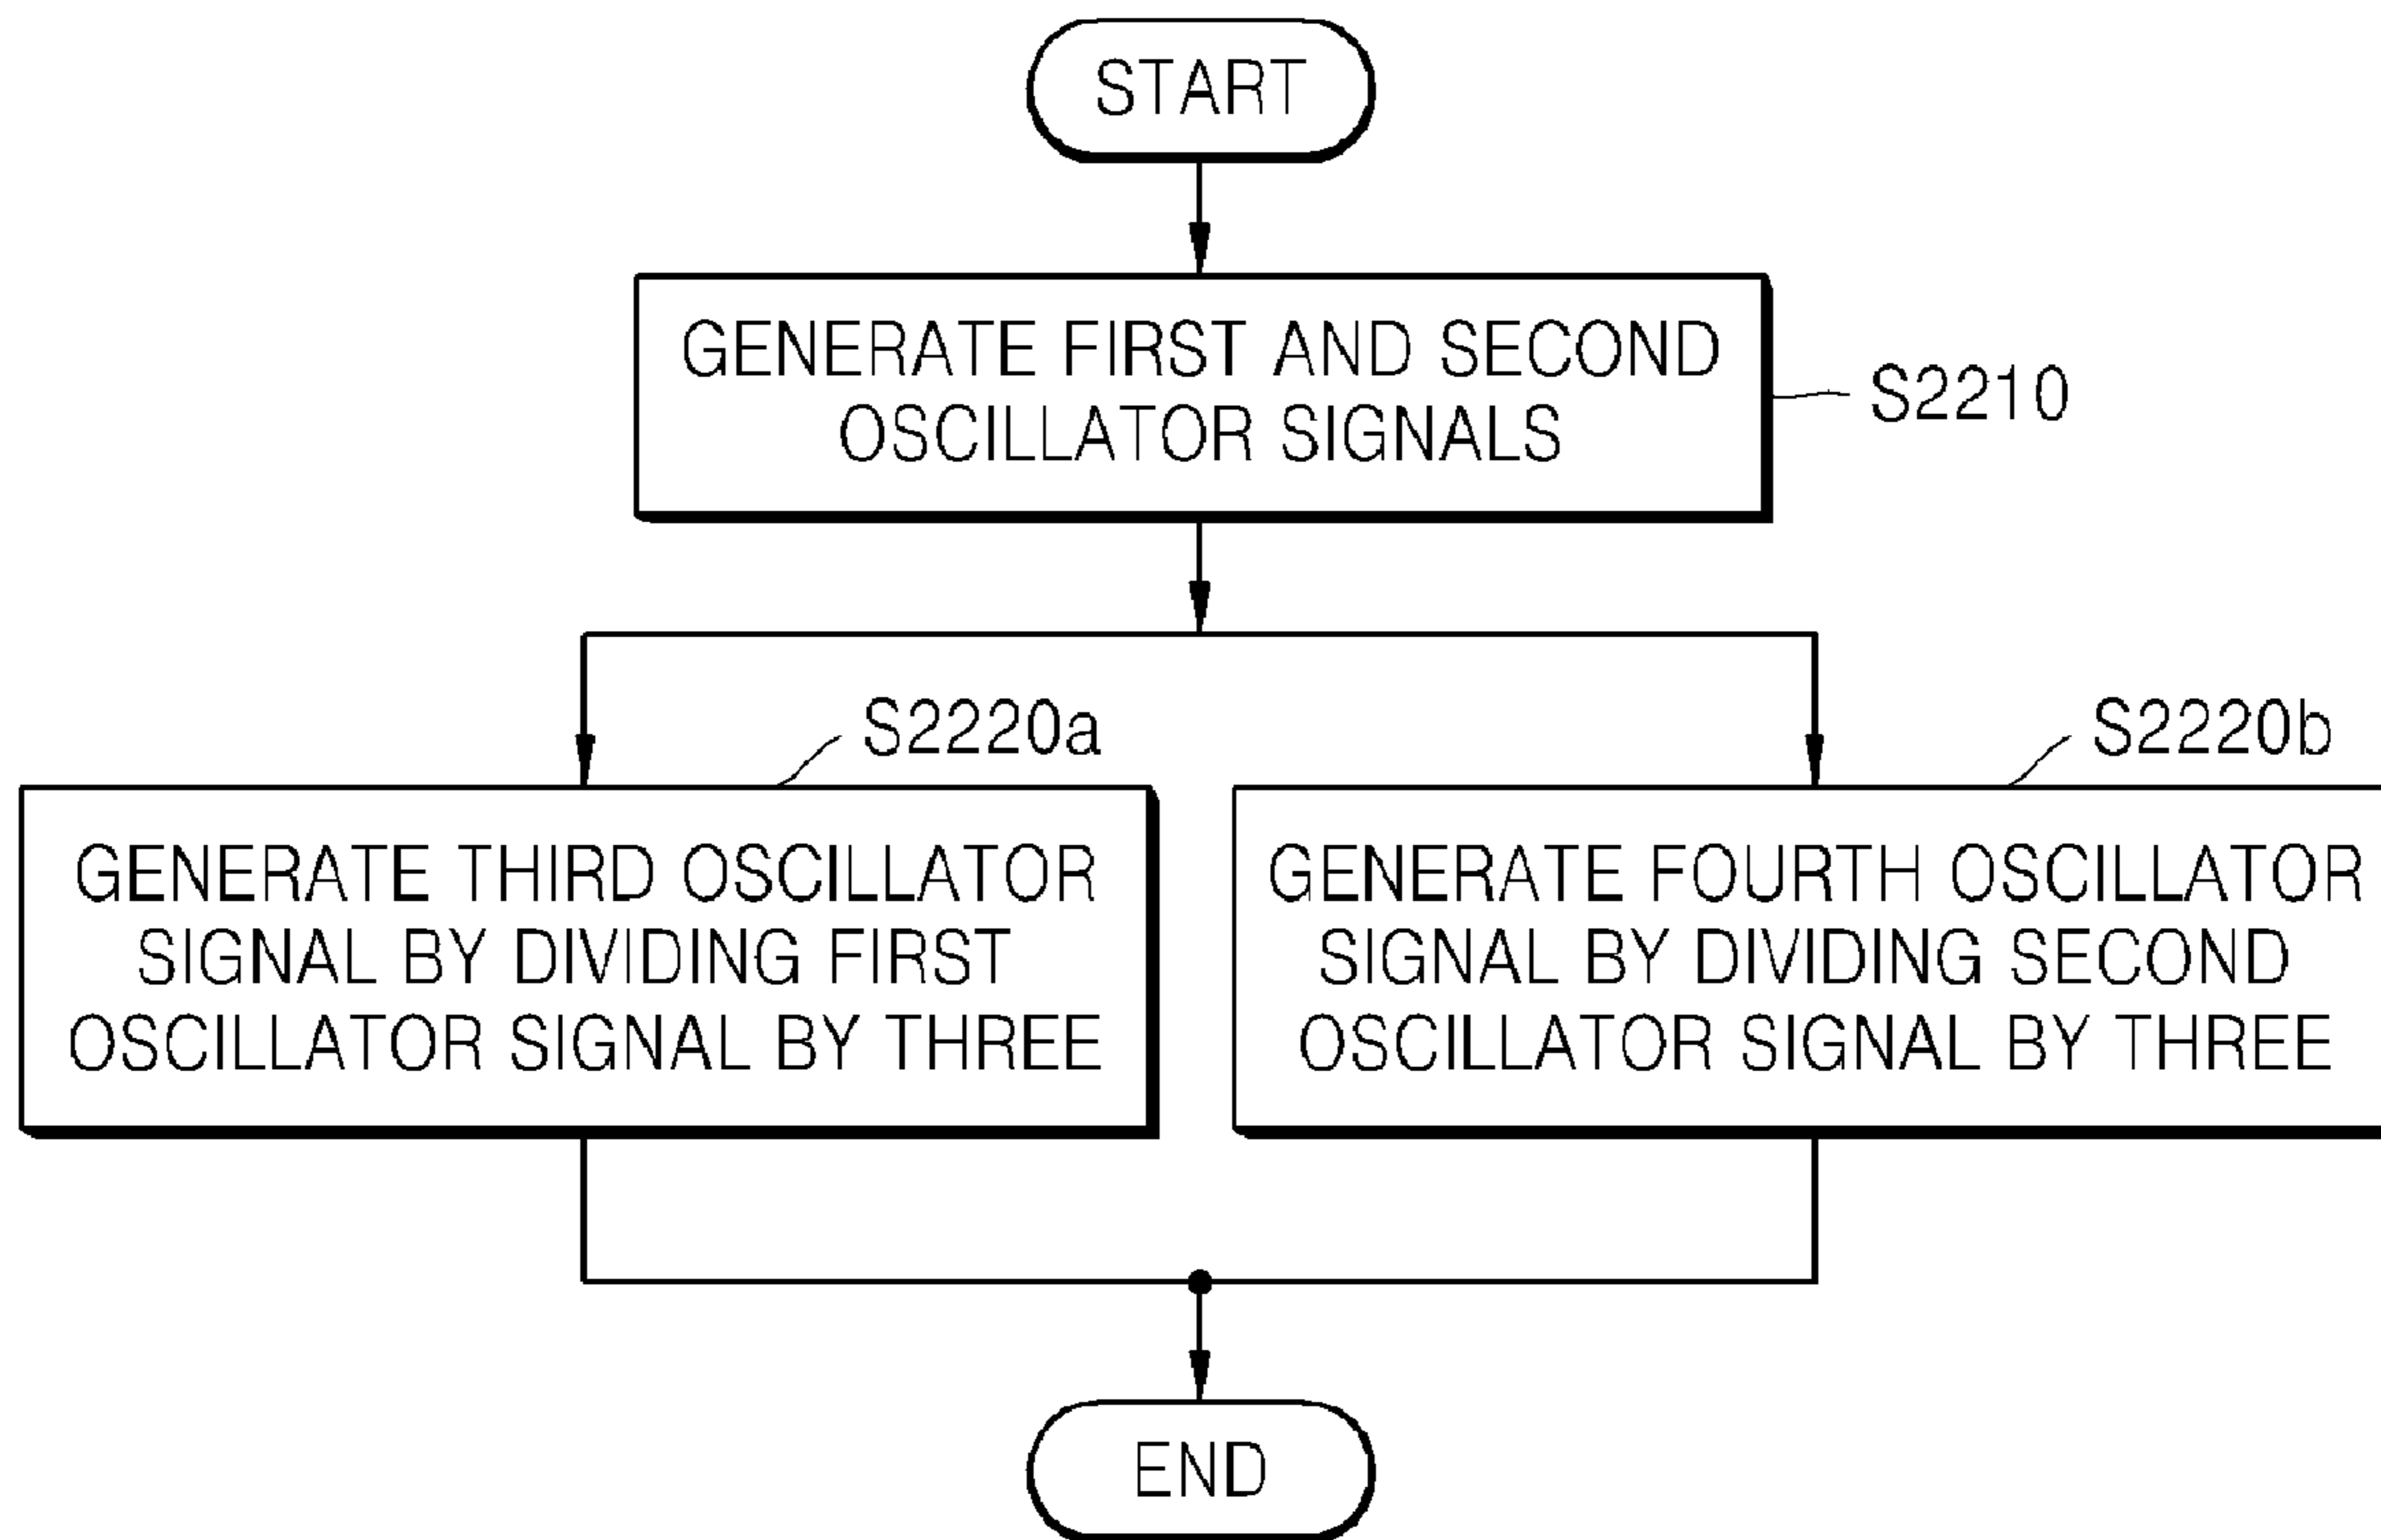 START
GENERATE FIRST AND SECOND
OSCILLATOR SIGNALS
S2210
S2220a
S2220b
GENERATE THIRD OSCILLATOR
SIGNAL BY DIVIDING FIRST
OSCILLATOR SIGNAL BY THREE
GENERATE FOURTH OSCILLATOR
SIGNAL BY DIVIDING SECOND
OSCILLATOR SIGNAL BY THREE
END